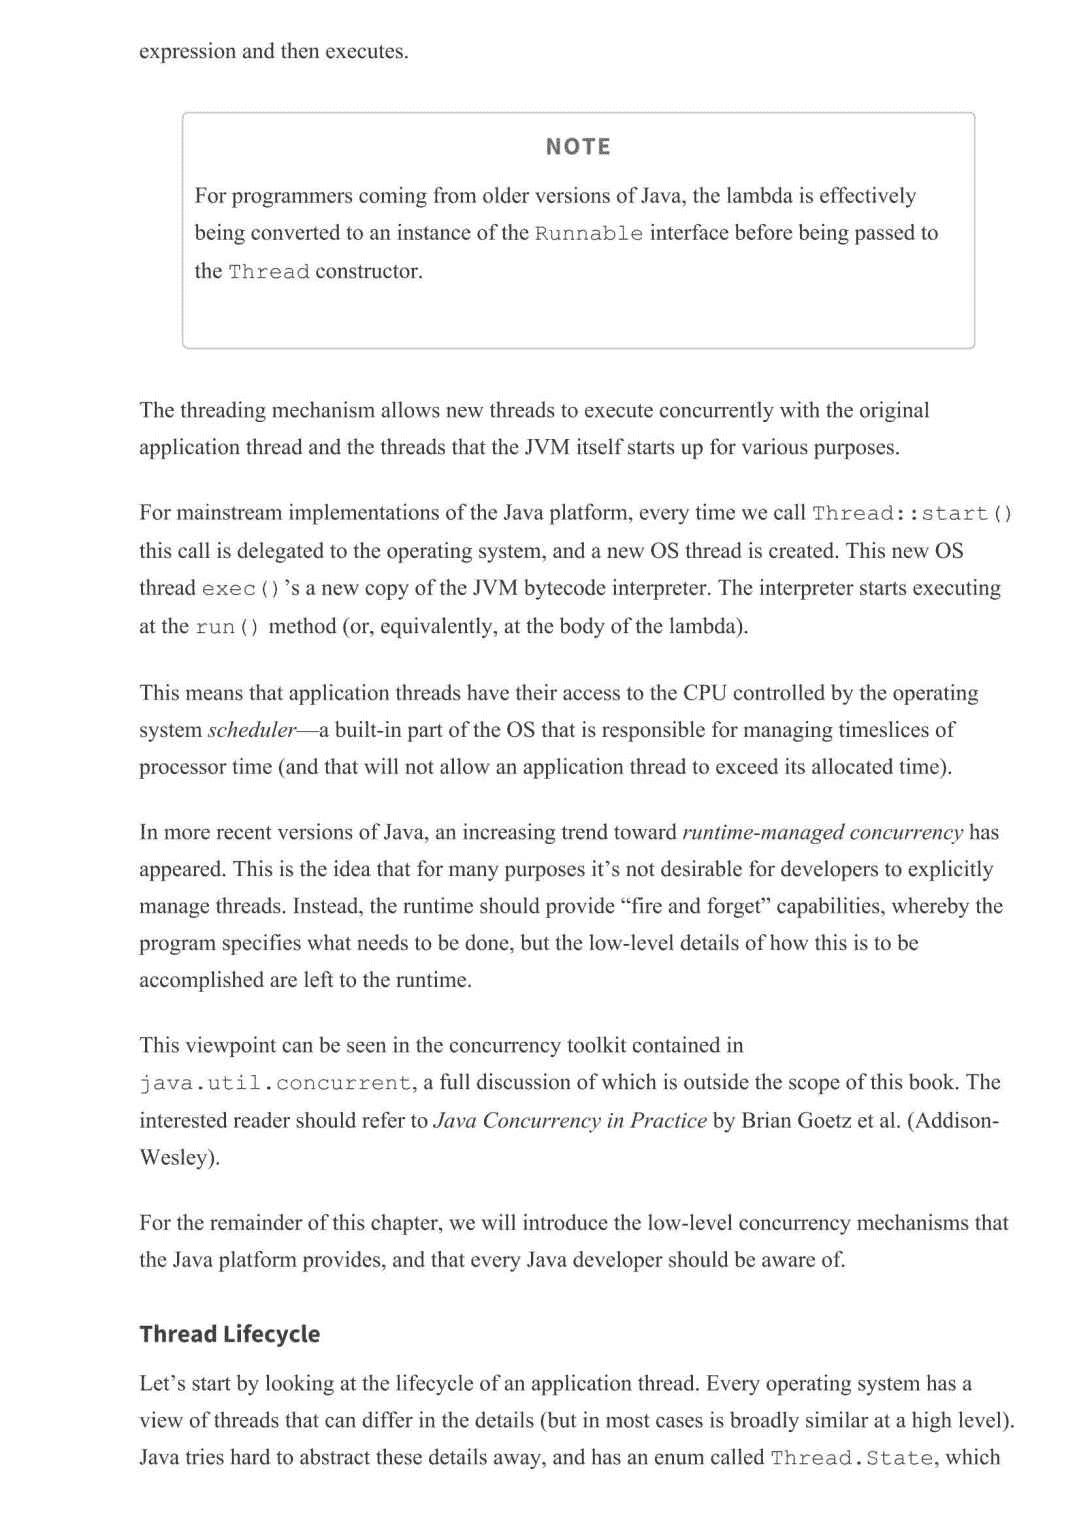 expression and then executes.
NOTE
For programmers coming from older versions of Java, the lambda is effectively
being converted to an instance of the Runnable interface before being passed to
the Thread constructor.
The threading mechanism allows new threads to execute concurrently with the original
application thread and the threads that the JVM itself starts up for various purposes.
For mainstream implementations of the Java platform, every time we call Thread::start()
this call is delegated to the operating system, and a new OS thread is created. This new OS
thread exec()’s a new copy of the JVM bytecode interpreter. The interpreter starts executing
at the run() method (or, equivalently, at the body of the lambda).
This means that application threads have their access to the CPU controlled by the operating
system scheduler—a built-in part of the OS that is responsible for managing timeslices of
processor time (and that will not allow an application thread to exceed its allocated time).
In more recent versions of Java, an increasing trend toward runtime-managed concurrency has
appeared. This is the idea that for many purposes it’s not desirable for developers to explicitly
manage threads. Instead, the runtime should provide “fire and forget” capabilities, whereby the
program specifies what needs to be done, but the low-level details of how this is to be
accomplished are left to the runtime.
This viewpoint can be seen in the concurrency toolkit contained in
java.util.concurrent, a full discussion of which is outside the scope of this book. The
interested reader should refer to Java Concurrency in Practice by Brian Goetz et al. (Addison-
Wesley).
For the remainder of this chapter, we will introduce the low-level concurrency mechanisms that
the Java platform provides, and that every Java developer should be aware of.
Thread Lifecycle
Let’s start by looking at the lifecycle of an application thread. Every operating system has a
view of threads that can differ in the details (but in most cases is broadly similar at a high level).
Java tries hard to abstract these details away, and has an enum called Thread.State, which